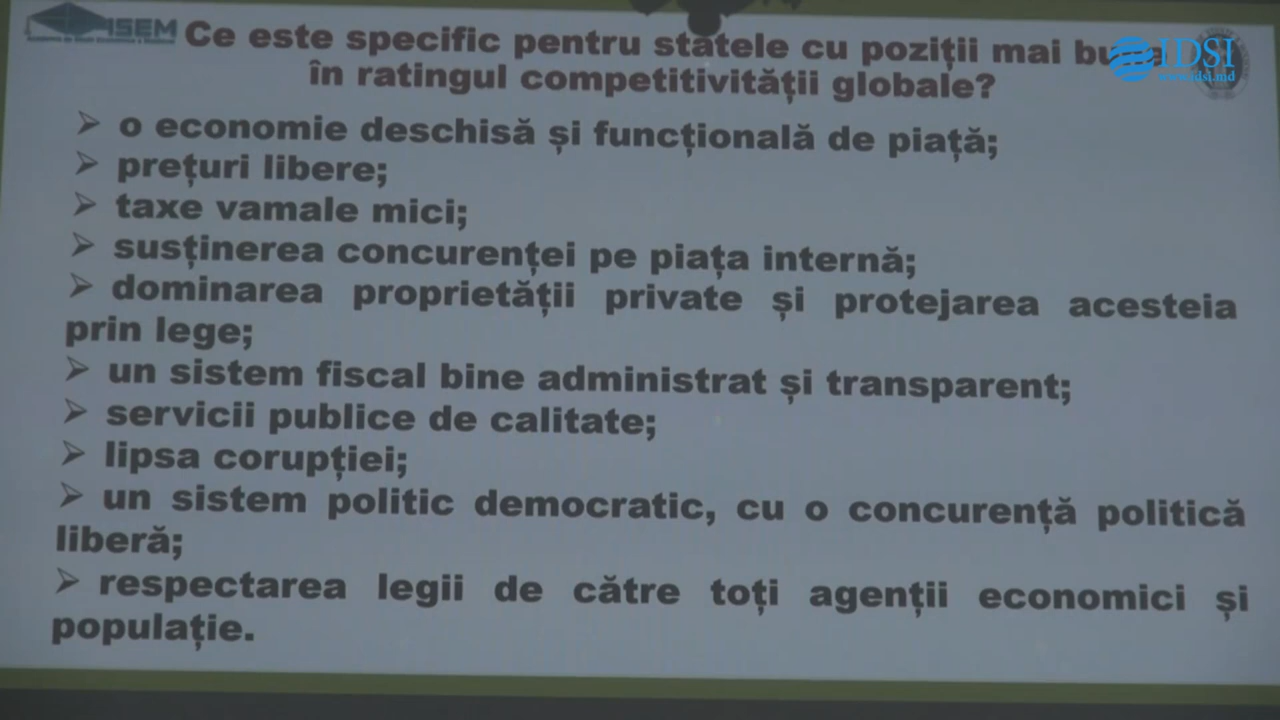 ISEM
Ce este specific pentru statele cu poziții mai
IDSI
www.idsi.md
în ratingul competitivității globale?
➢ o economie deschisă și funcțională de piață;
➢ prețuri libere;
➢ taxe vamale mici;
➢ susținerea concurenței pe piața internă;
➢ dominarea proprietății private și protejarea acesteia
prin lege;
➢ un sistem fiscal bine administrat și transparent;
➢ servicii publice de calitate;
➢ lipsa corupției;
➢ un sistem politic democratic, cu o concurență politică
liberă;
➢ respectarea legii de către toți agenții economici și
populație.